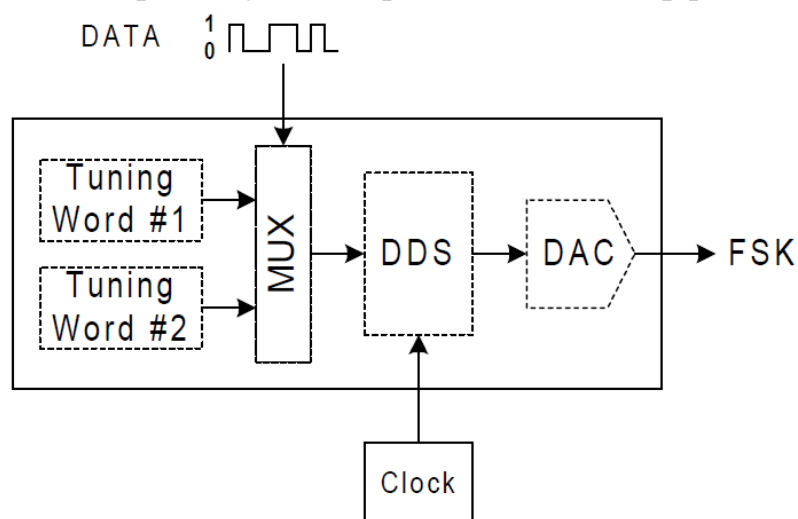 DATA
1
0
Tuning
Word #1
Tuning
Word #2
MUX
DDS
DAC
FSK
Clock